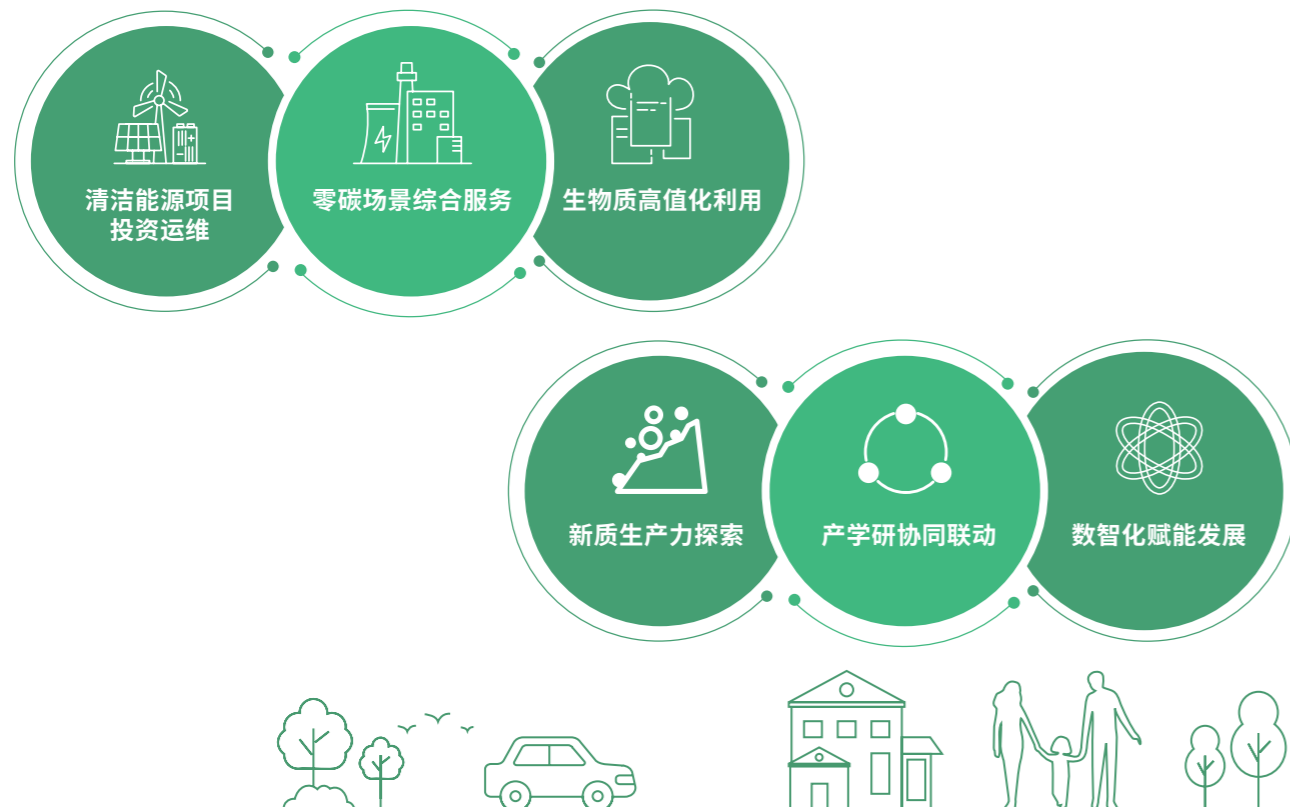 清洁能源项目
投资运维
零碳场景综合服务
生物质高值化利用
新质生产力探索
产学研协同联动
数智化赋能发展